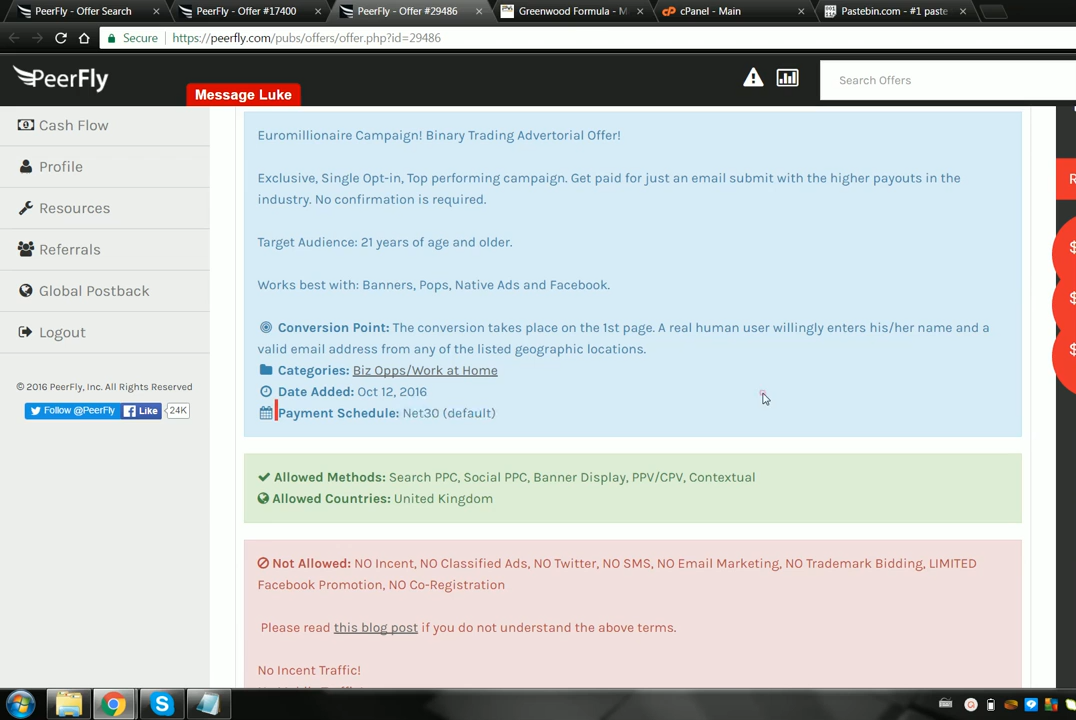 PeerFly - Offer Search
PeerFly - Offer #17400
PeerFly - Offer #29486
Greenwood Formula - M
cPanel - Main
Pastebin.com - #1 paste
Secure
https://peerfly.com/pubs/offers/offer.php?id=29486
PeerFly
Message Luke
Search Offers
Cash Flow
Profile
Resources
Referrals
Global Postback
Logout
© 2016 PeerFly, Inc. All Rights Reserved
Follow @PeerFly
Like
24K
Euromillionaire Campaign! Binary Trading Advertorial Offer!
Exclusive, Single Opt-in, Top performing campaign. Get paid for just an email submit with the higher payouts in the
industry. No confirmation is required.
Target Audience: 21 years of age and older.
Works best with: Banners, Pops, Native Ads and Facebook.
Conversion Point: The conversion takes place on the 1st page. A real human user willingly enters his/her name and a
valid email address from any of the listed geographic locations.
Categories: Biz Opps/Work at Home
Date Added: Oct 12, 2016
Payment Schedule: Net30 (default)
Allowed Methods: Search PPC, Social PPC, Banner Display, PPV/CPV, Contextual
Allowed Countries: United Kingdom
Not Allowed: NO Incent, NO Classified Ads, NO Twitter, NO SMS, NO Email Marketing, NO Trademark Bidding, LIMITED
Facebook Promotion, NO Co-Registration
Please read this blog post if you do not understand the above terms.
No Incent Traffic!
R
$
$
$